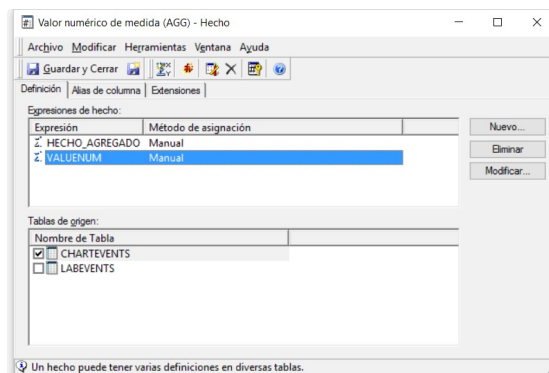 Valor numérico de medida (AGG) - Hecho
Archivo Modificar Herramientas Ventana Ayuda
Guardar y Cerrar
Definición Alias de columna Extensiones
Expresiones de hecho:
Expresión Método de asignación
HECHO_AGREGADO Manual
VALUENUM Manual
Nuevo...
Eliminar
Modificar...
Tablas de origen:
Nombre de Tabla
CHARTEVENTS
LABEVENTS
Un hecho puede tener varias definiciones en diversas tablas.